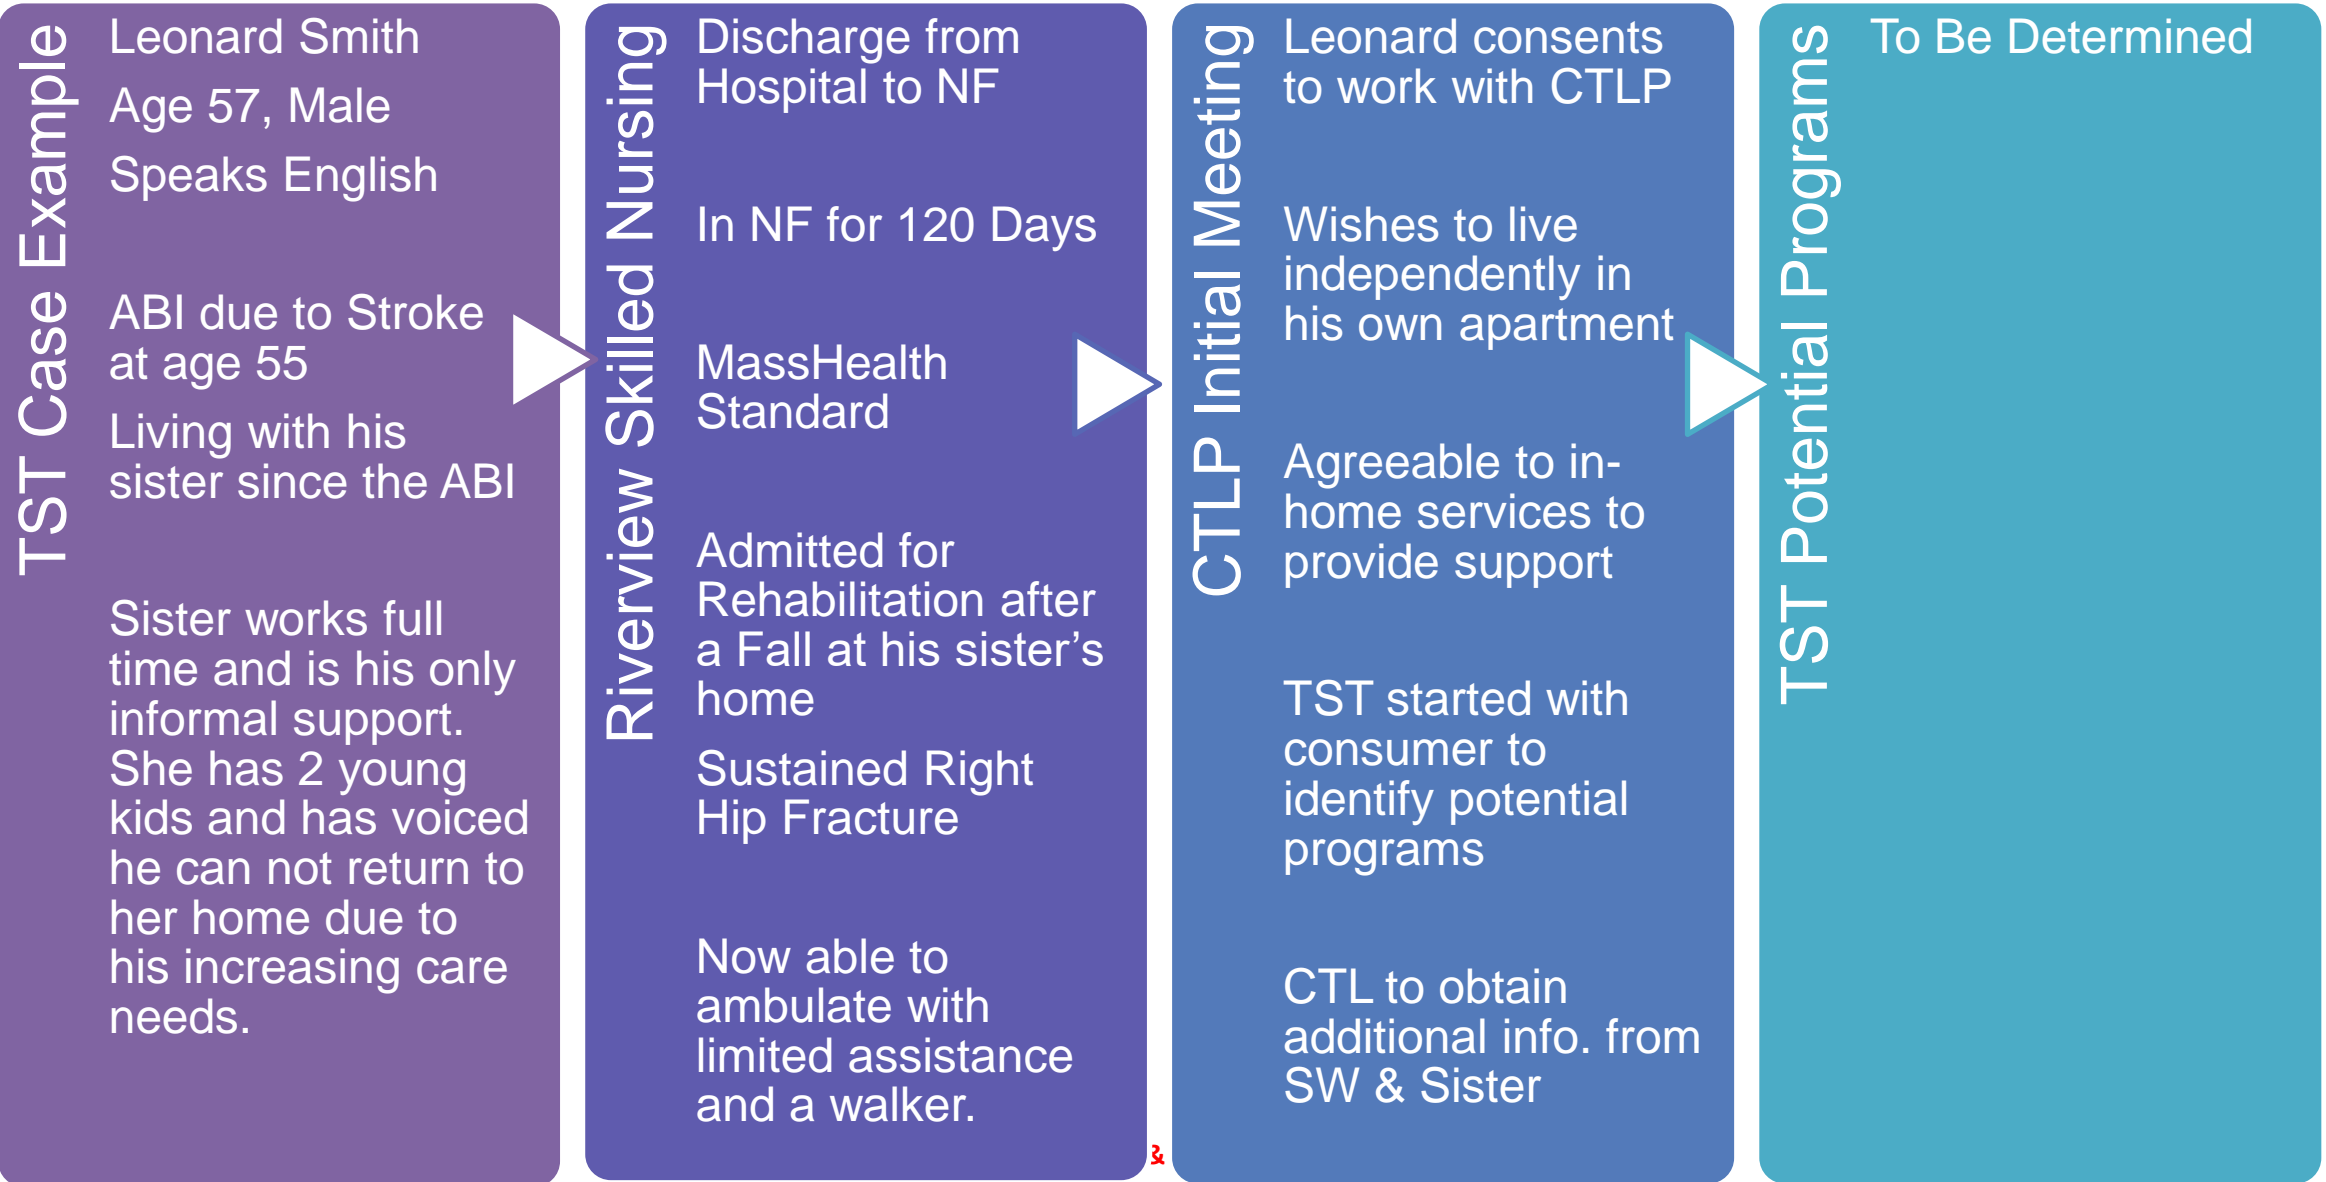 TST Case Example
Leonard Smith
Age 57, Male
Speaks English
ABI due to Stroke
at age 55
Living with his
sister since the ABI
Sister works full
time and is his only
informal support.
She has 2 young
kids and has voiced
he can not return to
her home due to
his increasing care
needs.
Riverview Skilled Nursing
Discharge from
Hospital to NF
In NF for 120 Days
MassHealth
Standard
Admitted for
Rehabilitation after
a Fall at his sister’s
home
Sustained Right
Hip Fracture
Now able to
ambulate with
limited assistance
and a walker.
&
CTLP Initial Meeting
Leonard consents
to work with CTLP
Wishes to live
independently in
his own apartment
Agreeable to in-
home services to
provide support
TST started with
consumer to
identify potential
programs
CTL to obtain
additional info. from
SW & Sister
TST Potential Programs
To Be Determined